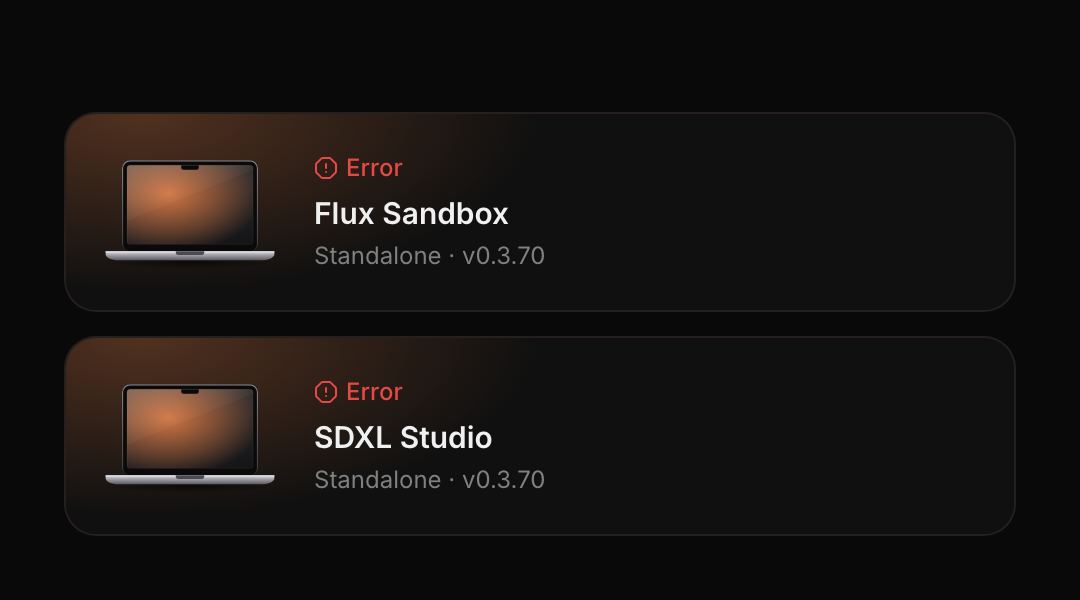 Error
Flux Sandbox
Standalone · v0.3.70
Error
SDXL Studio
Standalone · v0.3.70